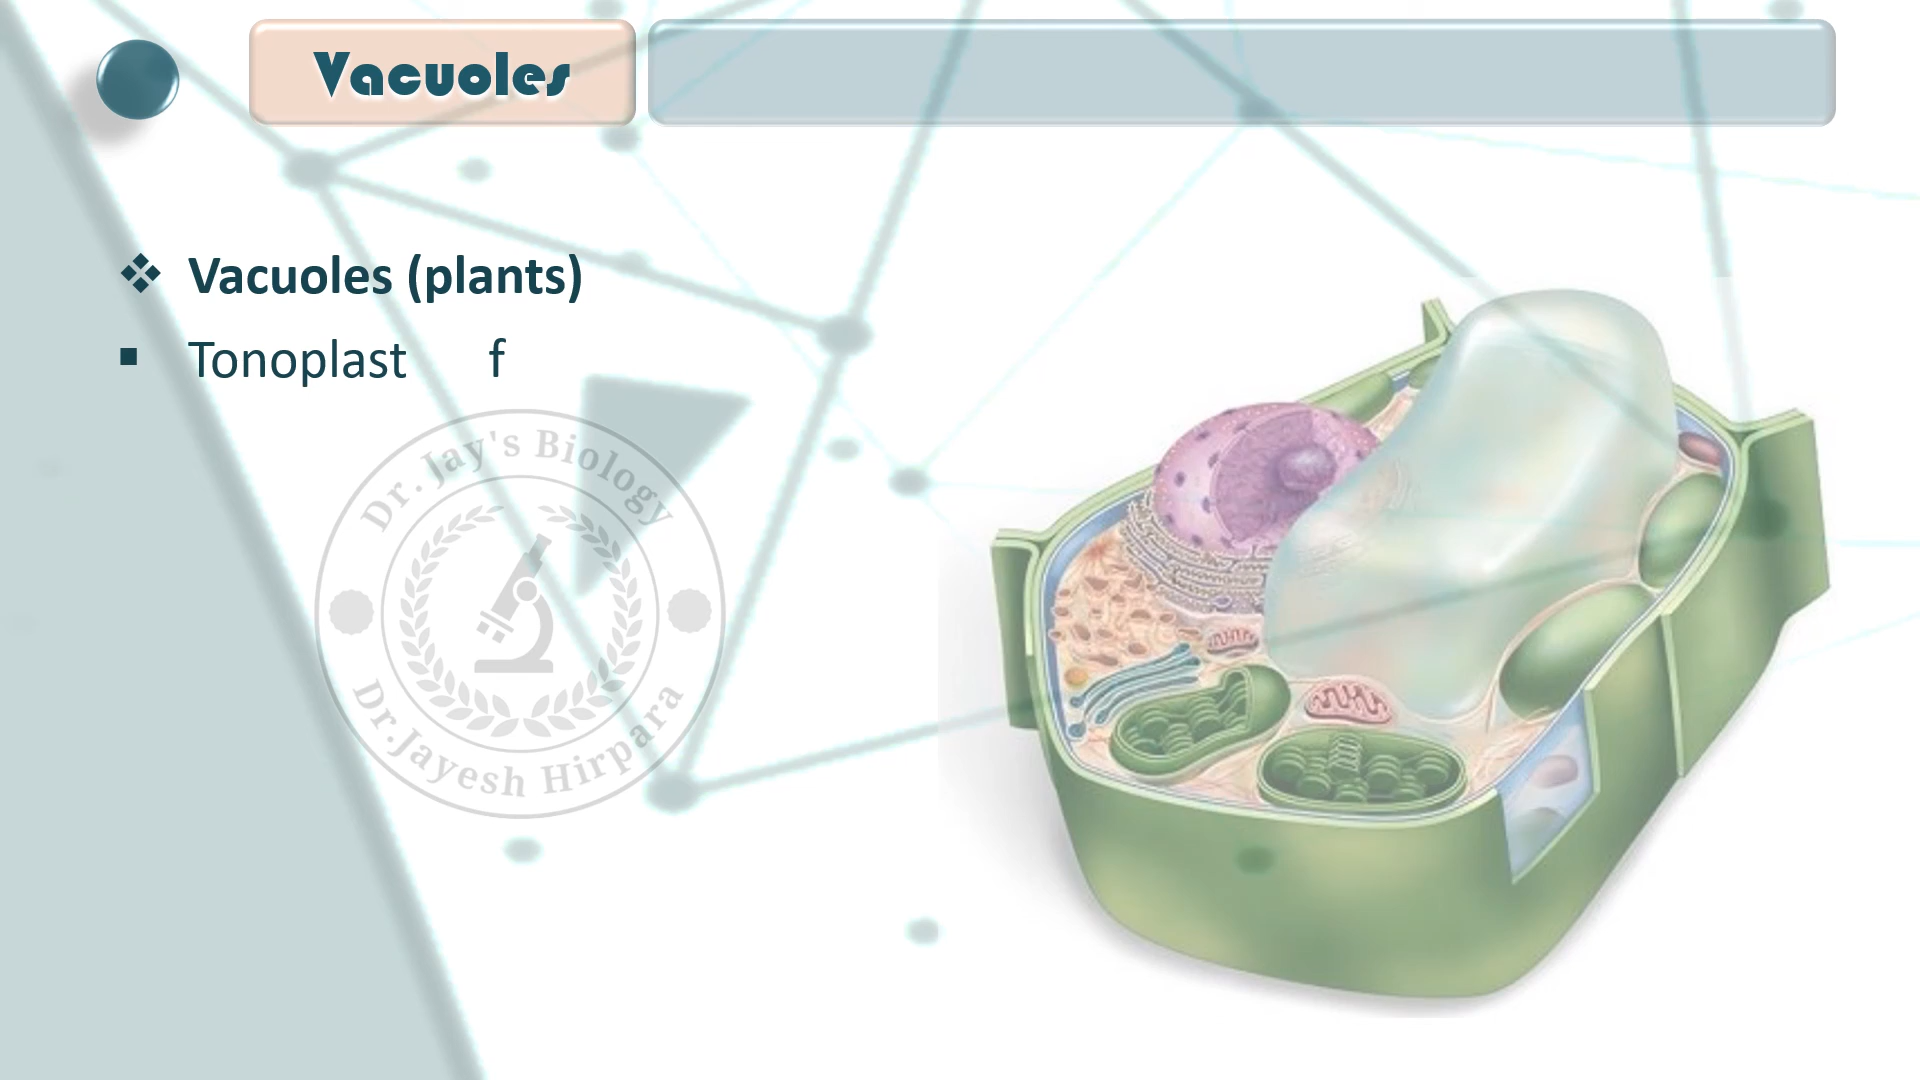 Vacuoles
❖ Vacuoles (plants)
▪ Tonoplast f
Dr. Jay's Biology
Dr.Jayesh Hirpara